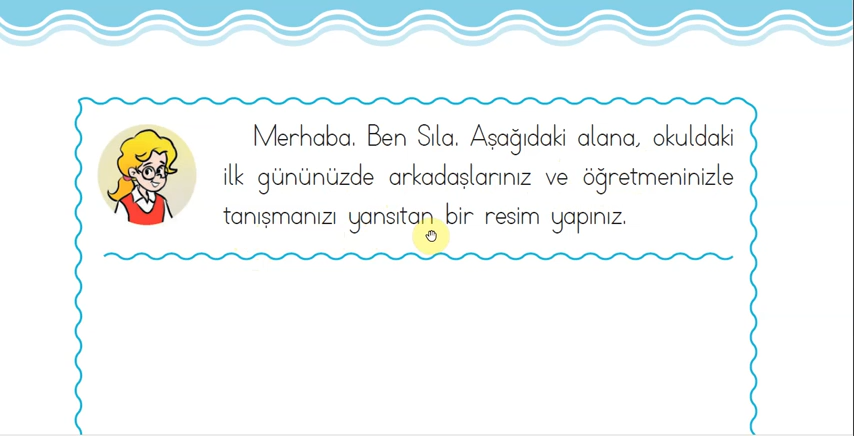 Merhaba. Ben Sıla. Aşağıdaki alana, okuldaki
ilk gününüzde arkadaşlarınız ve öğretmeninizle
tanışmanızı yansıtan bir resim yapınız.